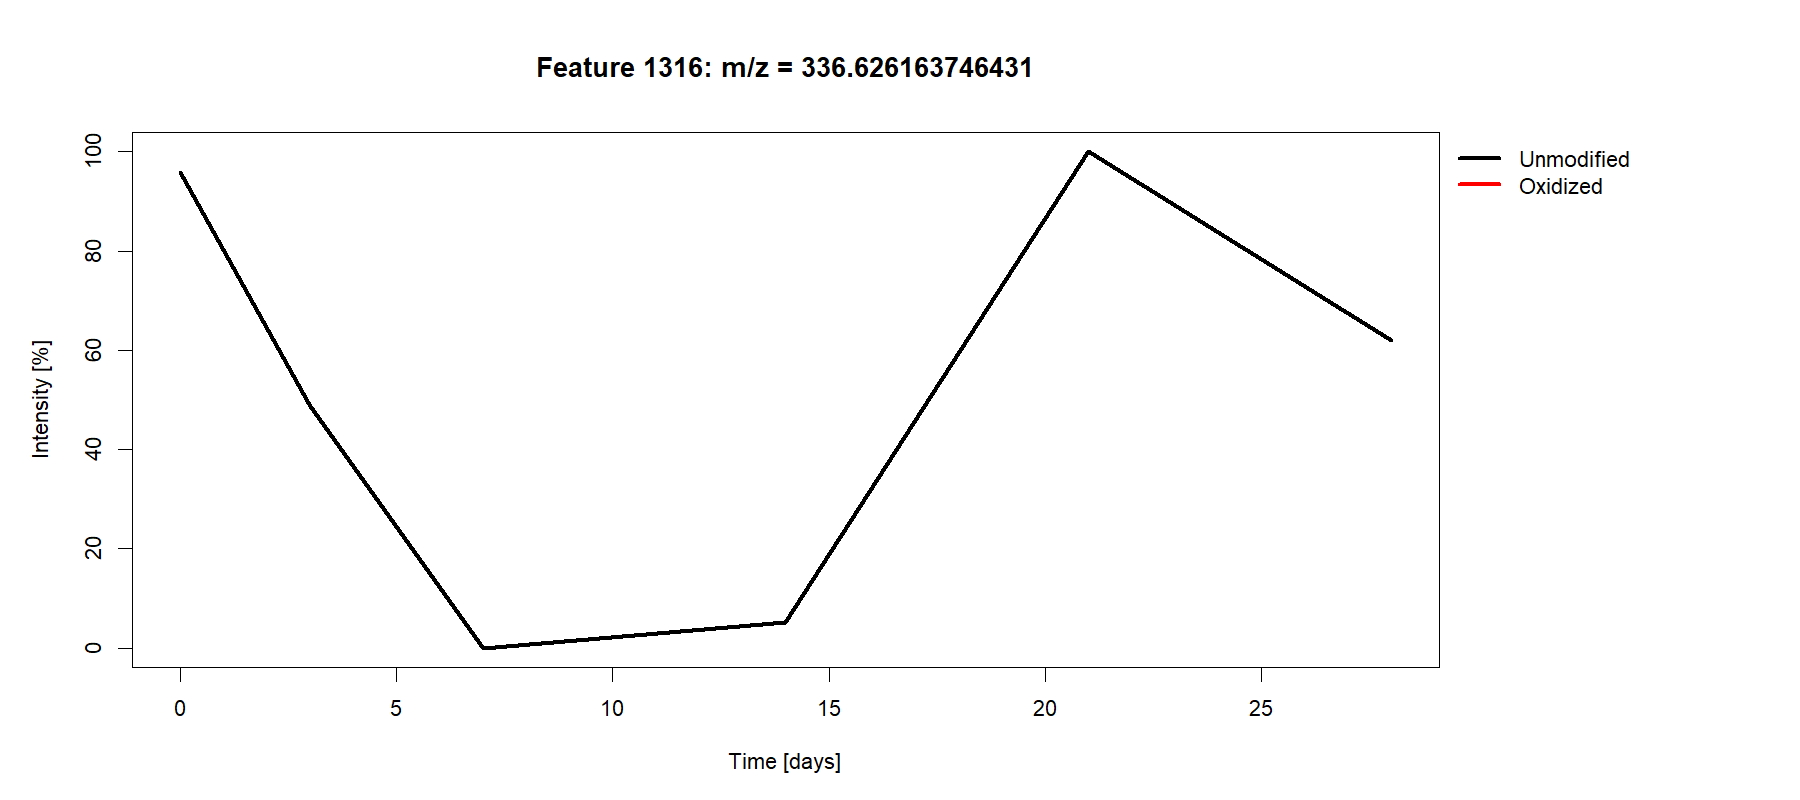 Feature 1316: m/z = 336.626163746431
100
80
60
40
20
0
Intensity [%]
0 5 10 15 20 25
Time [days]
Unmodified
Oxidized